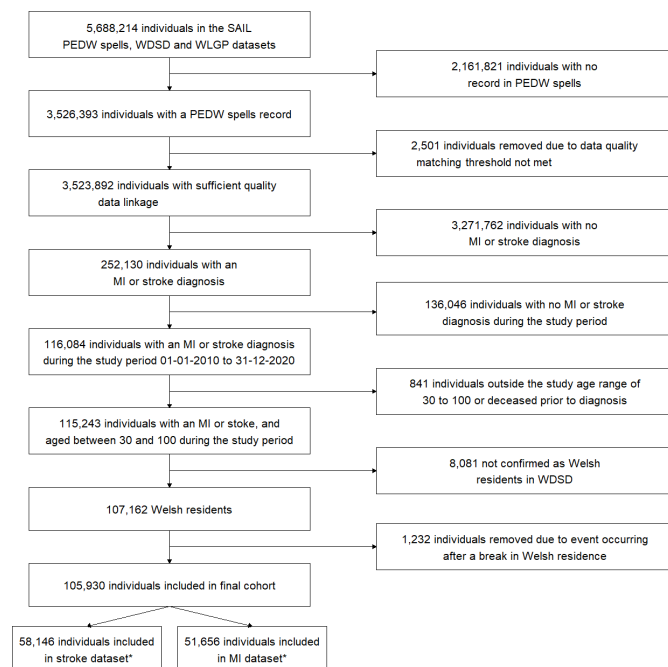 5,688,214 individuals in the SAIL
PEDW spells, WDSD and WLGP datasets
2,161,821 individuals with no
record in PEDW spells
3,526,393 individuals with a PEDW spells record
2,501 individuals removed due to data quality
matching threshold not met
3,523,892 individuals with sufficient quality
data linkage
3,271,762 individuals with no
MI or stroke diagnosis
252,130 individuals with an
MI or stroke diagnosis
136,046 individuals with no MI or stroke
diagnosis during the study period
116,084 individuals with an MI or stroke diagnosis
during the study period 01-01-2010 to 31-12-2020
841 individuals outside the study age range of
30 to 100 or deceased prior to diagnosis
115,243 individuals with an MI or stoke, and
aged between 30 and 100 during the study period
8,081 not confirmed as Welsh
residents in WDSD
107,162 Welsh residents
1,232 individuals removed due to event occurring
after a break in Welsh residence
105,930 individuals included in final cohort
58,146 individuals included
in stroke dataset*
51,656 individuals included
in MI dataset*